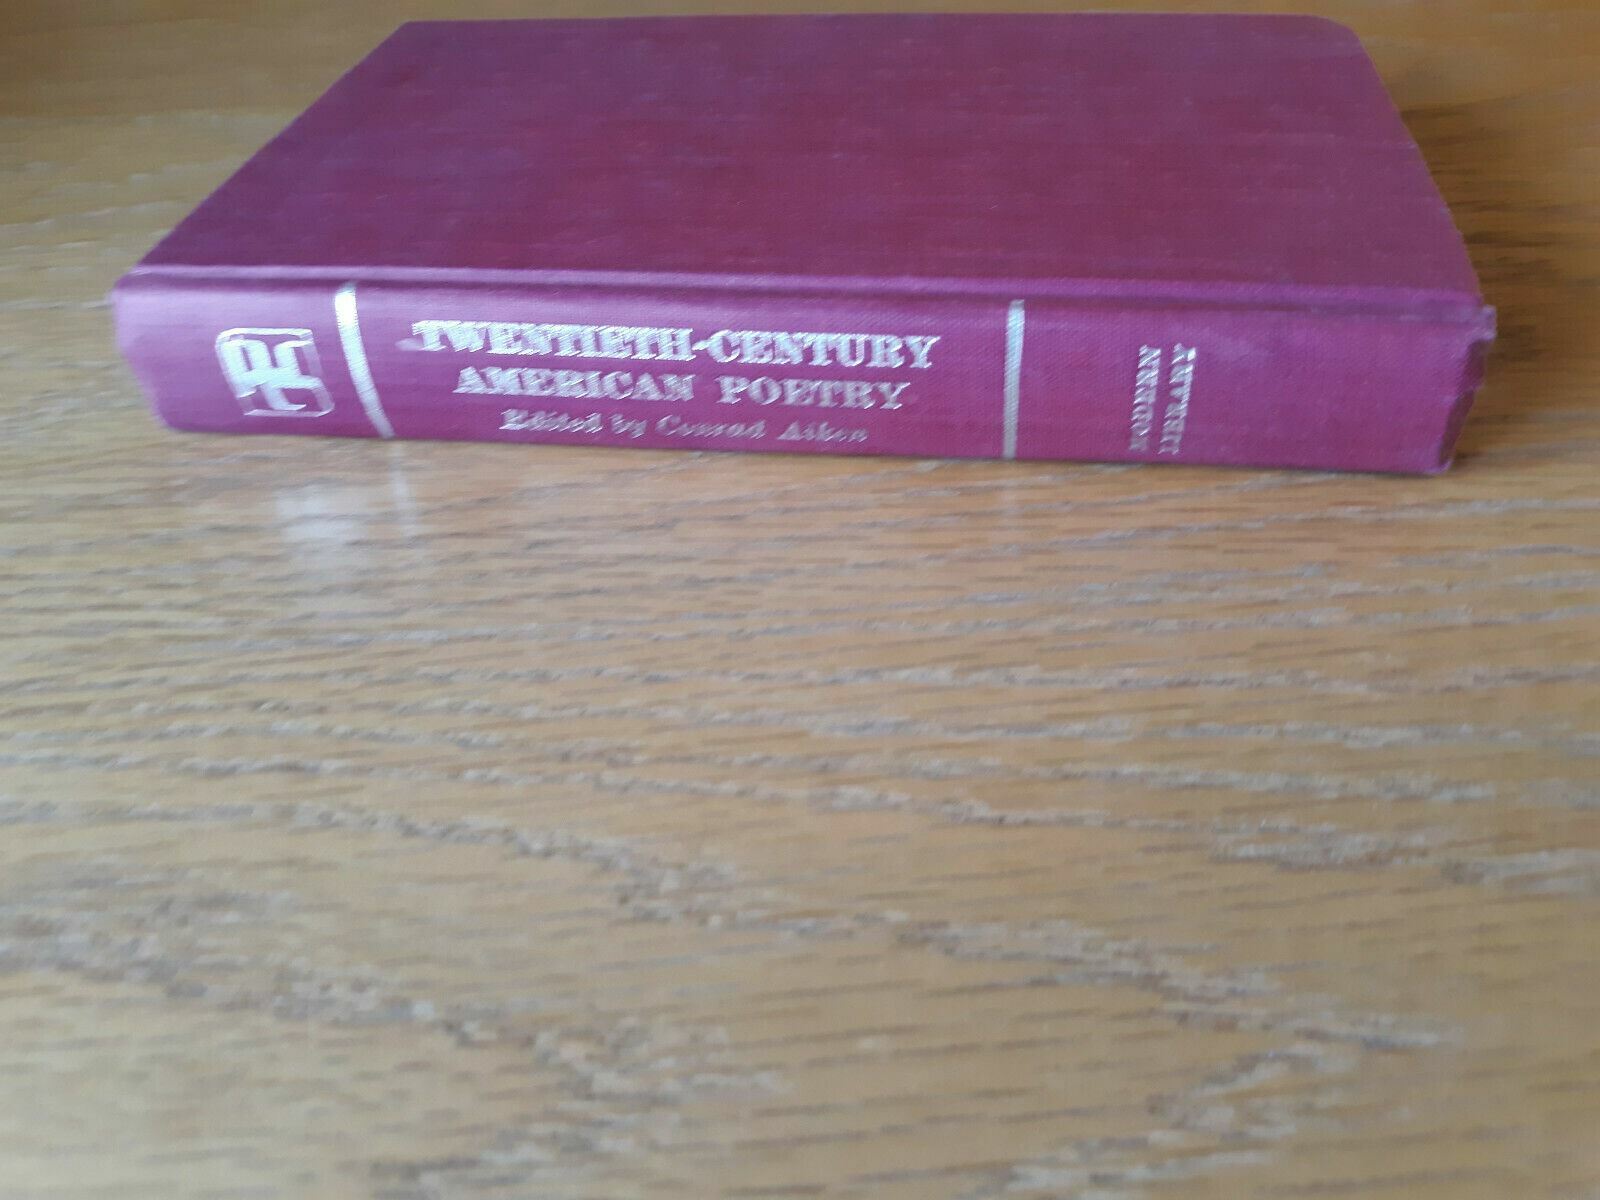 TWENTIETH-CENTURY
AMERICAN POETRY
Edited by Conrad Aiken
MODERN
LIBRARY